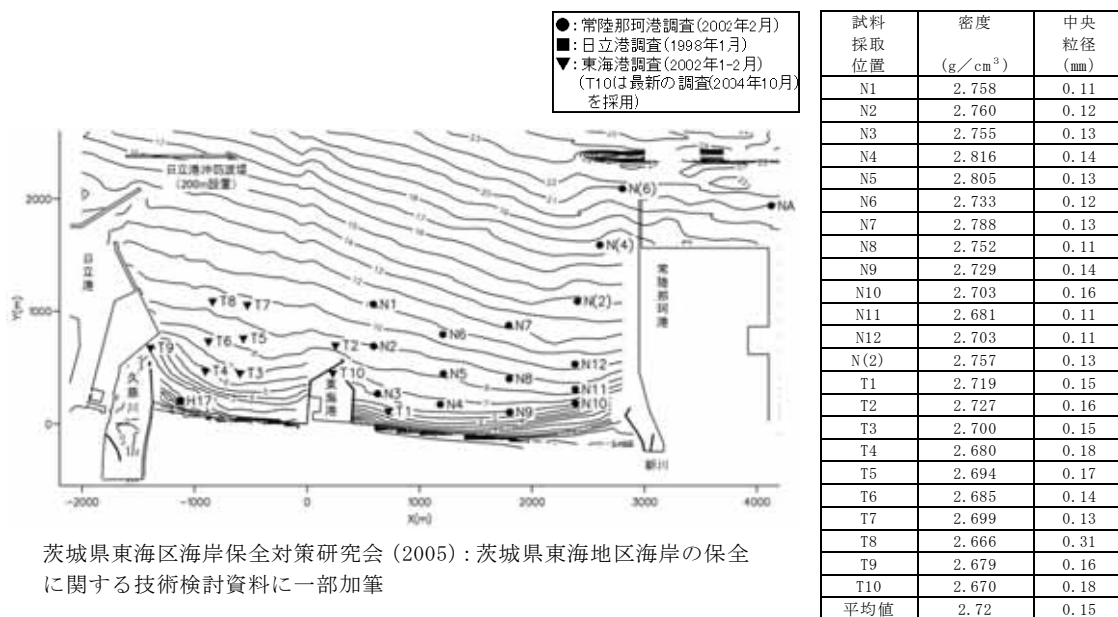 ●：常陸那珂港調査(2002年2月)
■：日立港調査(1998年1月)
▼：東海港調査(2002年1-2月)
(T10は最新の調査(2004年10月)
を採用)
日立港沖防波堤
(200m設置)
日立港
久慈川
東海港
常陸那珂港
新川
N(6)
NA
N(4)
N(2)
T8
T7
N1
N7
T6
T5
T2
N2
N6
T9
T4
T3
T10
N5
N8
N12
N11
N3
N4
N9
N10
T1
H17
2000
1000
0
Y(m)
-2000
-1000
0
1000
2000
3000
4000
X(m)
茨城県東海区海岸保全対策研究会（2005）：茨城県東海地区海岸の保全
に関する技術検討資料に一部加筆
試料採取位置 密度(g／cm³) 中央粒径(㎜)
N1 2.758 0.11
N2 2.760 0.12
N3 2.755 0.13
N4 2.816 0.14
N5 2.805 0.13
N6 2.733 0.12
N7 2.788 0.13
N8 2.752 0.11
N9 2.729 0.14
N10 2.703 0.16
N11 2.681 0.11
N12 2.703 0.11
N(2) 2.757 0.13
T1 2.719 0.15
T2 2.727 0.16
T3 2.700 0.15
T4 2.680 0.18
T5 2.694 0.17
T6 2.685 0.14
T7 2.699 0.13
T8 2.666 0.31
T9 2.679 0.16
T10 2.670 0.18
平均値 2.72 0.15